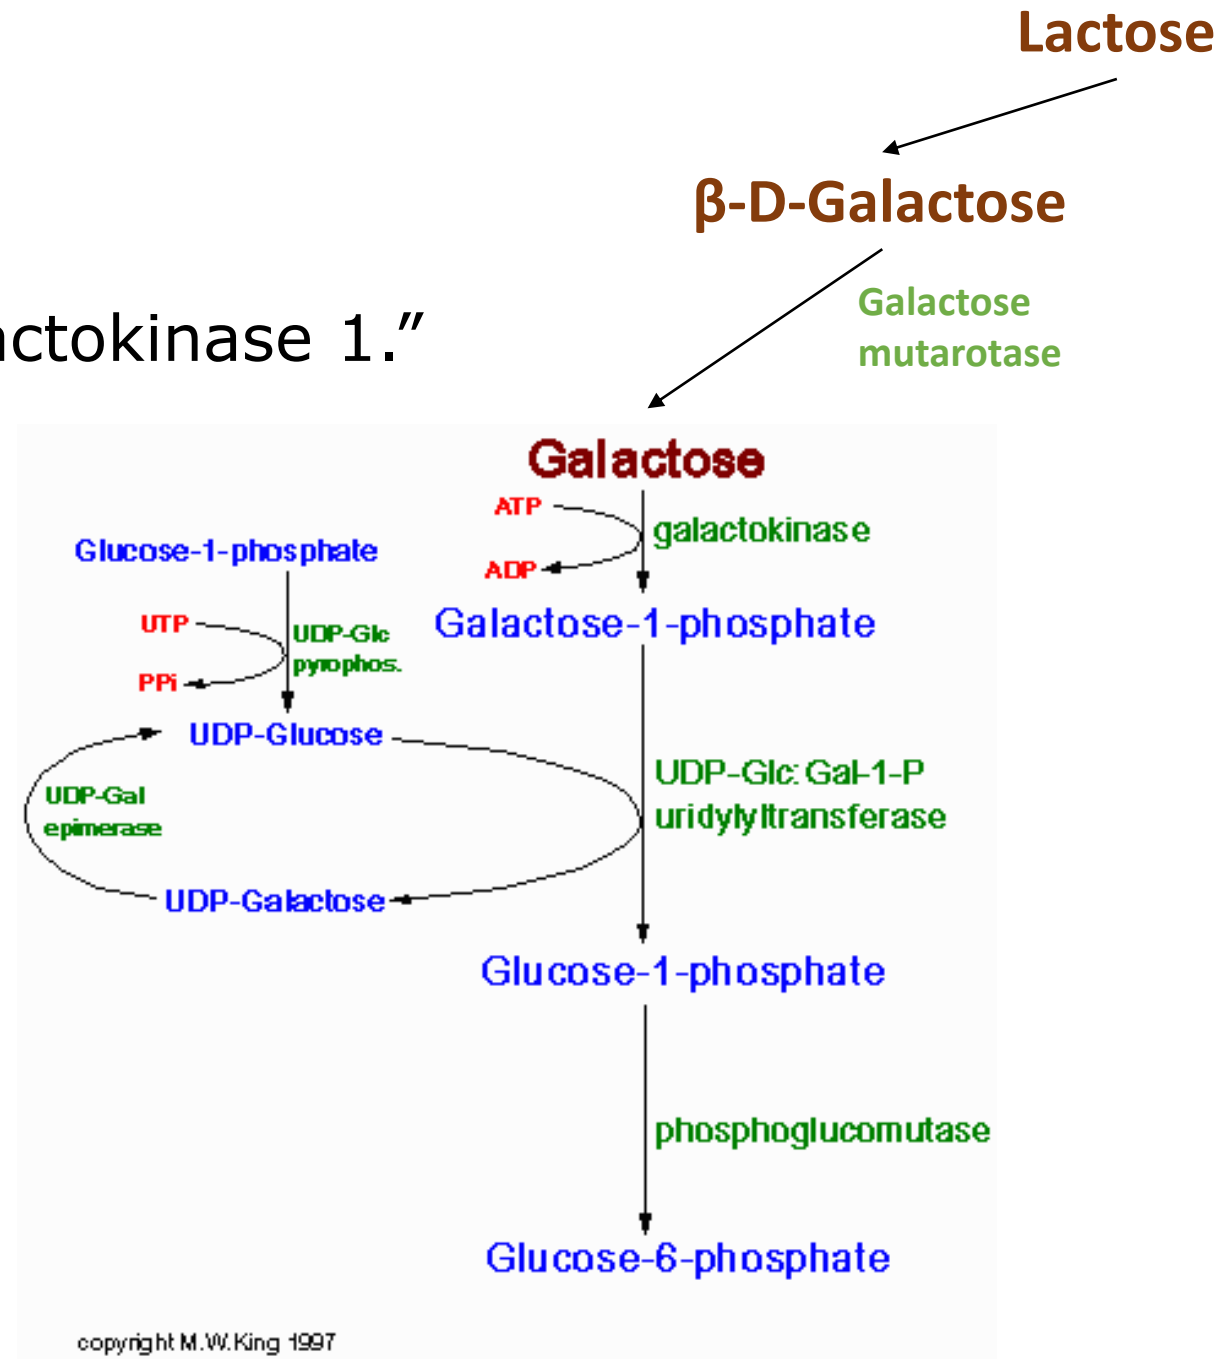 Lactose
β-D-Galactose
Galactose
mutarotase
actokinase 1.”
Galactose
ATP
galactokinase
Glucose-1-phosphate
ADP
Galactose-1-phosphate
UTP
UDP-Glc
pyrophos.
PPi
UDP-Glucose
UDP-Glc:Gal-1-P
uridylyltransferase
UDP-Gal
epimerase
UDP-Galactose
Glucose-1-phosphate
phosphoglucomutase
Glucose-6-phosphate
copyright M.W.King 1997